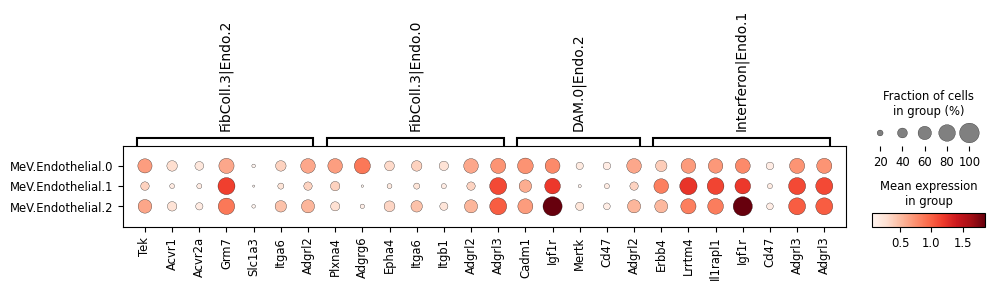 FibColl.3|Endo.2
FibColl.3|Endo.0
DAM.0|Endo.2
Interferon|Endo.1
MeV.Endothelial.0
MeV.Endothelial.1
MeV.Endothelial.2
Tek
Acvr1
Acvr2a
Grm7
Slc1a3
Itga6
Adgrl2
Plxna4
Adgrg6
Epha4
Itga6
Itgb1
Adgrl2
Adgrl3
Cadm1
Igf1r
Mertk
Cd47
Adgrl2
Erbb4
Lrrtm4
Il1rapl1
Igf1r
Cd47
Adgrl3
Adgrl3
Fraction of cells
in group (%)
20 40 60 80 100
Mean expression
in group
0.5 1.0 1.5